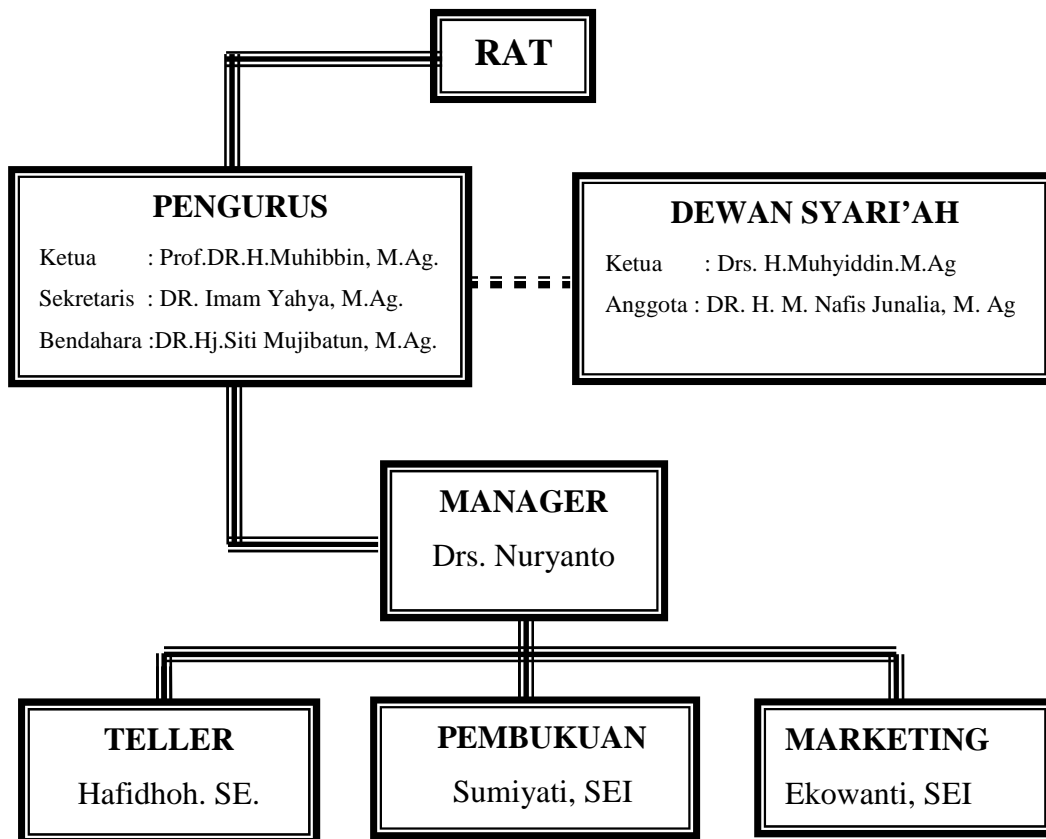 RAT
PENGURUS
Ketua : Prof.DR.H.Muhibbin, M.Ag.
Sekretaris : DR. Imam Yahya, M.Ag.
Bendahara :DR.Hj.Siti Mujibatun, M.Ag.
DEWAN SYARI’AH
Ketua : Drs. H.Muhyiddin.M.Ag
Anggota : DR. H. M. Nafis Junalia, M. Ag
MANAGER
Drs. Nuryanto
TELLER
Hafidhoh. SE.
PEMBUKUAN
Sumiyati, SEI
MARKETING
Ekowanti, SEI